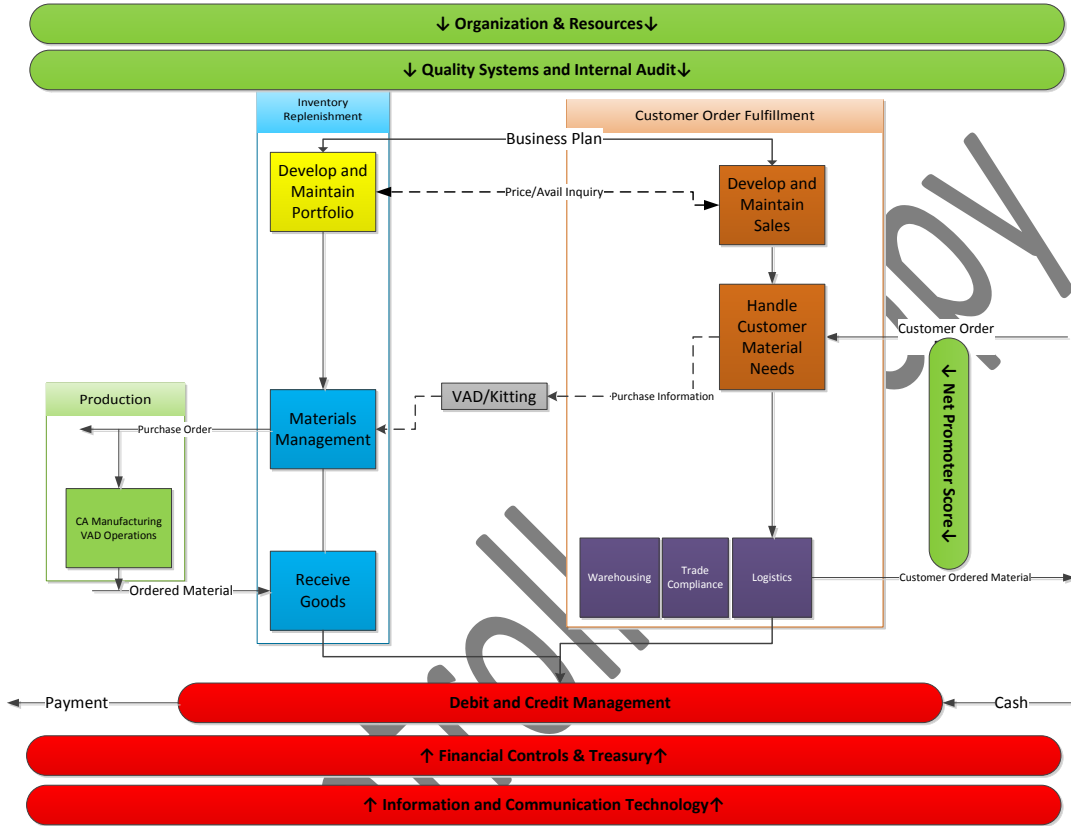 ↓ Organization & Resources↓
↓ Quality Systems and Internal Audit↓
Inventory
Replenishment
Customer Order Fulfillment
Business Plan
Develop and
Maintain
Portfolio
Price/Avail Inquiry
Develop and
Maintain
Sales
Handle
Customer
Material
Needs
Customer Order
↓ Net Promoter Score↓
Production
VAD/Kitting
Purchase Information
Purchase Order
Materials
Management
CA Manufacturing
VAD Operations
Ordered Material
Receive
Goods
Warehousing
Trade
Compliance
Logistics
Customer Ordered Material
Payment
Debit and Credit Management
Cash
↑ Financial Controls & Treasury↑
↑ Information and Communication Technology↑